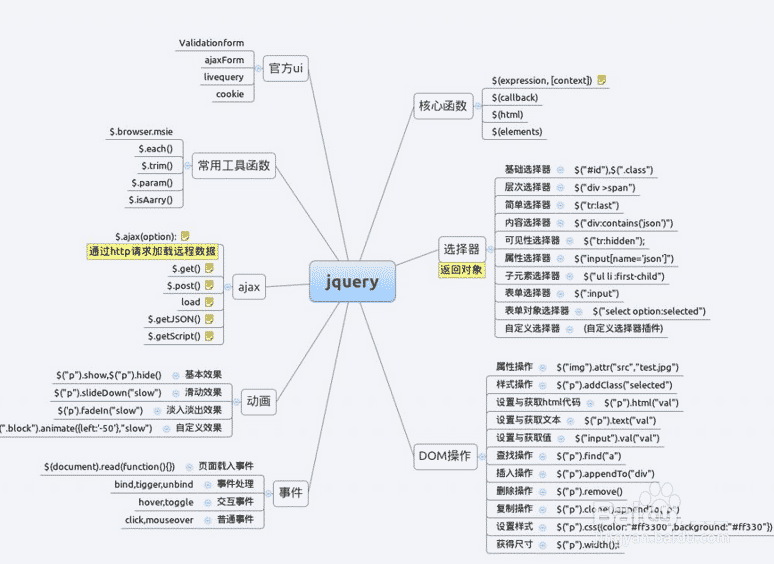 Validationform
ajaxForm
livequery
cookie
官方ui
$.browser.msie
$.each()
$.trim()
$.param()
$.isAarry()
常用工具函数
$.ajax(option):
通过http请求加载远程数据
$.get()
$.post()
load
$.getJSON()
$.getScript()
ajax
$("p").show,$("p").hide() 基本效果
$("p").slideDown("slow") 滑动效果
$('p').fadeIn("slow") 淡入淡出效果
(".block").animate({left:'-50'},"slow") 自定义效果
动画
$(document).read(function(){}) 页面载入事件
bind,tigger,unbind 事件处理
hover,toggle 交互事件
click,mouseover 普通事件
事件
jquery
核心函数
$(expression, [context])
$(callback)
$(html)
$(elements)
选择器
返回对象
基础选择器 $("#id"),$(".class")
层次选择器 $("div >span")
简单选择器 $("tr:last")
内容选择器 $("div:contains('json')")
可见性选择器 $("tr:hidden");
属性选择器 $("input[name='json']")
子元素选择器 $("ul li :first-child")
表单选择器 $(":input")
表单对象选择器 $("select option:selected")
自定义选择器 (自定义选择器插件)
DOM操作
属性操作 $("img").attr("src","test.jpg")
样式操作 $("p").addClass("selected")
设置与获取html代码 $("p").html("val")
设置与获取文本 $("p").text("val")
设置与获取值 $("input").val("val")
查找操作 $("p").find("a")
插入操作 $("p").appendTo("div")
删除操作 $("p").remove()
复制操作 $("p").clone().appendTo("p")
设置样式 $("p").css({color:"#ff3300",background:"#ff330"})
获得尺寸 $("p").width();
Baidu
jingyan.baidu.com